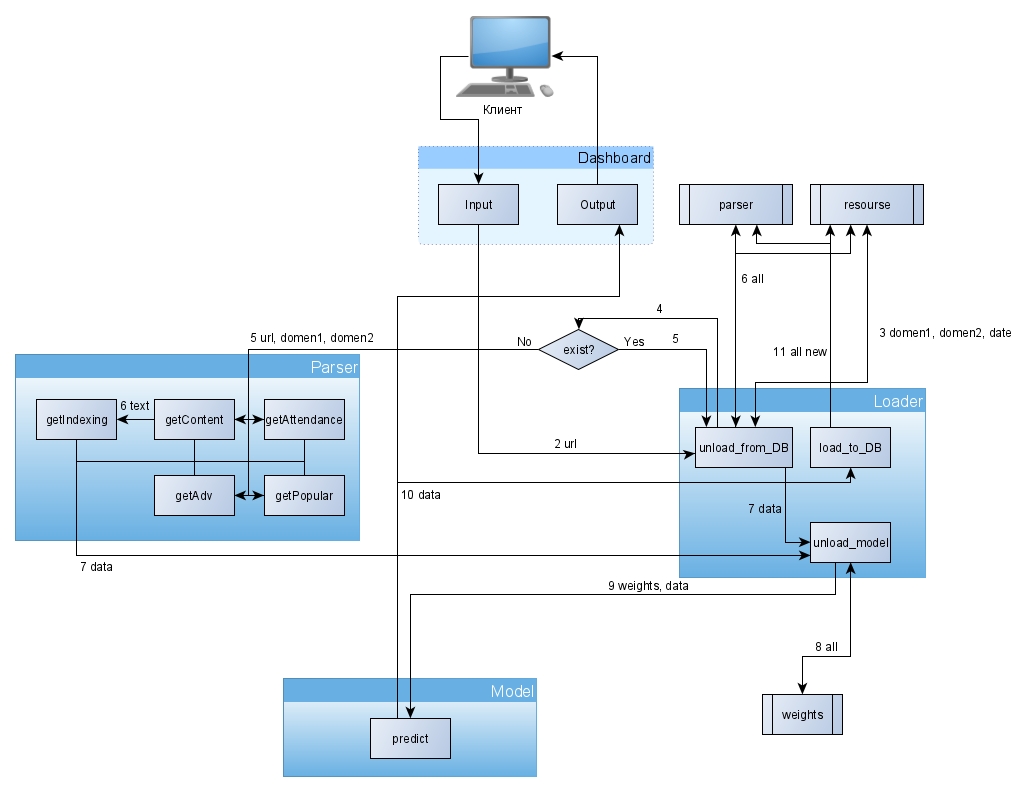 Клиент
Dashboard
Input
Output
parser
resourse
6 all
4
3 domen1, domen2, date
5 url, domen1, domen2
No
exist?
Yes
5
11 all new
Parser
Loader
6 text
getIndexing
getContent
getAttendance
2 url
unload_from_DB
load_to_DB
getAdv
getPopular
10 data
7 data
unload_model
7 data
9 weights, data
8 all
Model
weights
predict